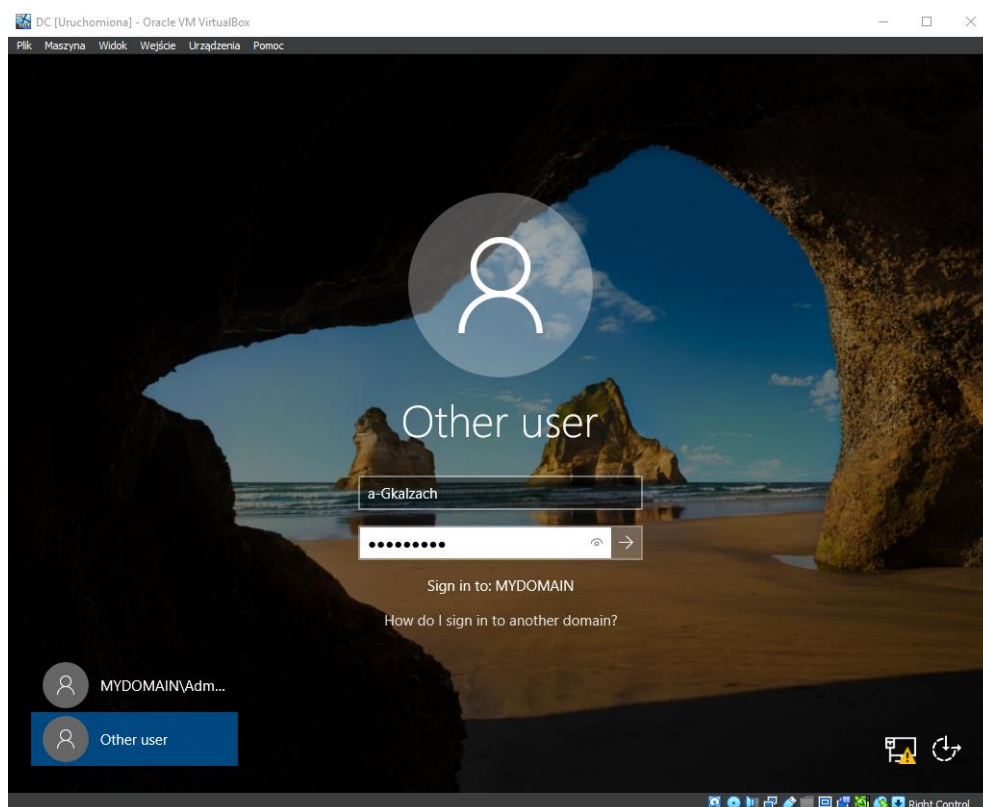 DC [Uruchomiona] - Oracle VM VirtualBox
Plik Maszyna Widok Wejście Urządzenia Pomoc
Other user
a-Gkalzach
Sign in to: MYDOMAIN
How do I sign in to another domain?
MYDOMAIN\Adm...
Other user
Right Control